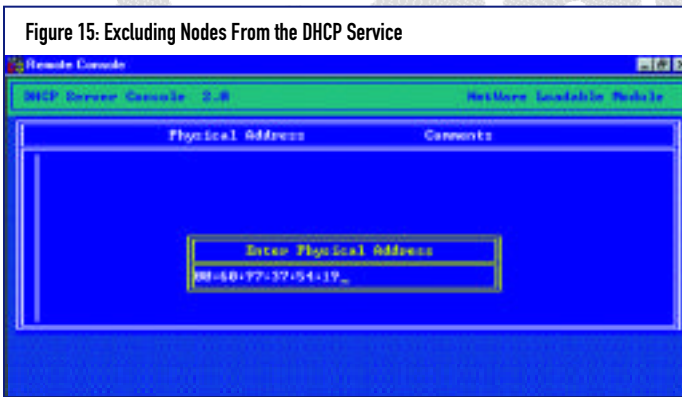 Figure 15: Excluding Nodes From the DHCP Service
Remote Console
DHCP Server Console 2.0 NetWare Loadable Module
Physical Address Comments
Enter Physical Address